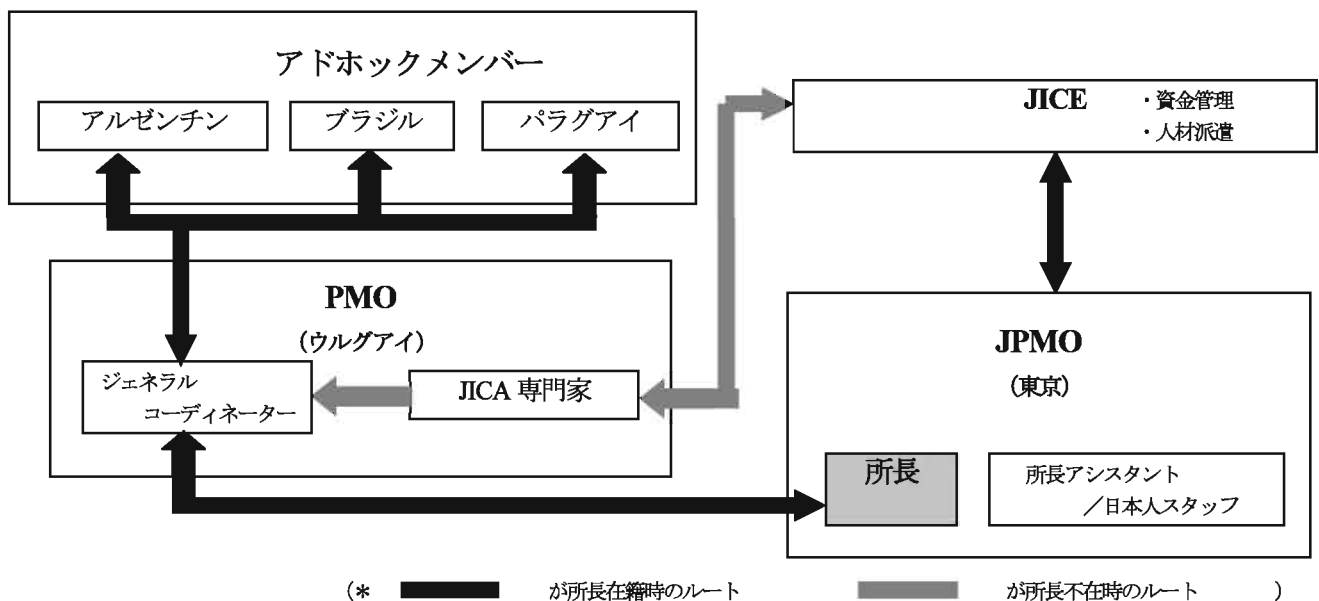 アドホックメンバー
アルゼンチン
ブラジル
パラグアイ
JICE
・資金管理
・人材派遣
PMO
(ウルグアイ)
ジェネラル
コーディネーター
JICA 専門家
JPMO
(東京)
所長
所長アシスタント
／日本人スタッフ
(* が所長在籍時のルート が所長不在時のルート )